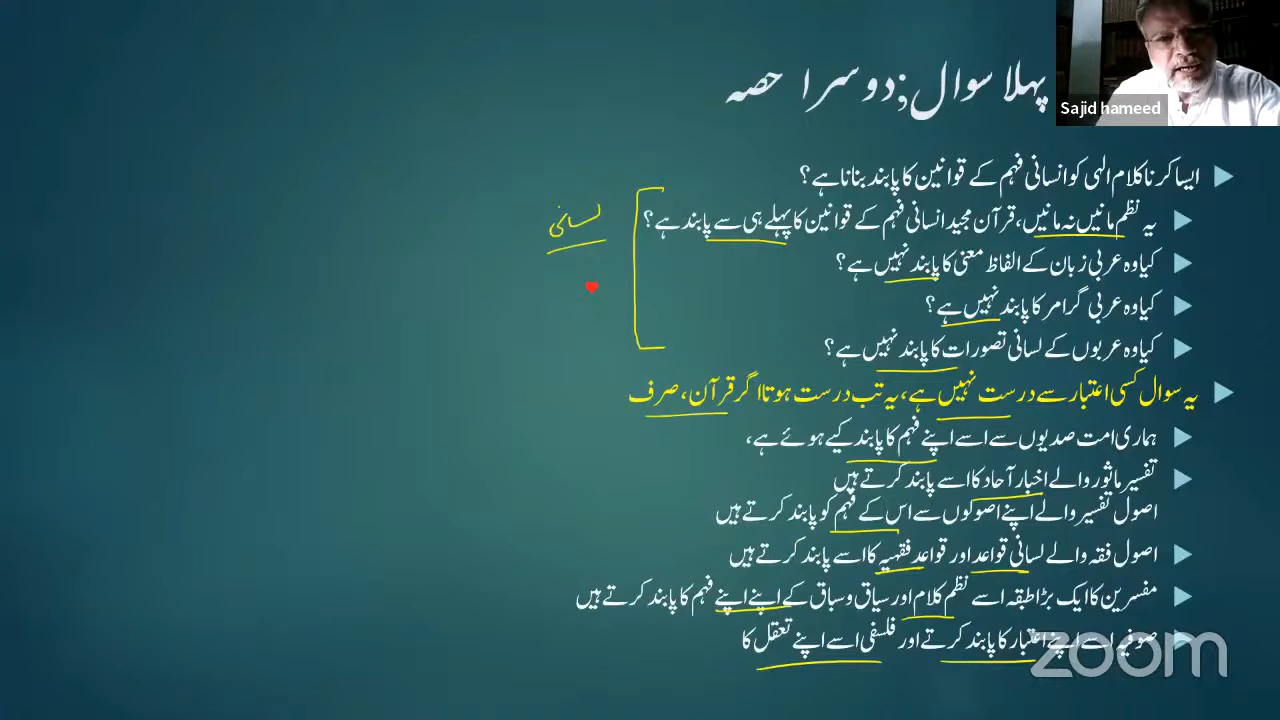 پہلا سوال; دوسرا حصہ
Sajid hameed
ایسا کرنا کلام الہی کو انسانی فہم کے قوانین کا پابند بنانا ہے؟
یہ نظم مانیں نہ مانیں، قرآن مجید انسانی فہم کے قوانین کا پہلے ہی سے پابند ہے؟
لسانی
کیا وہ عربی زبان کے الفاظ معنی کا پابند نہیں ہے؟
کیا وہ عربی گرامر کا پابند نہیں ہے؟
کیا وہ عربوں کے لسانی تصورات کا پابند نہیں ہے؟
یہ سوال کسی اعتبار سے درست نہیں ہے، یہ تب درست ہوتا اگر قرآن، صرف
ہماری امت صدیوں سے اسے اپنے فہم کا پابند کیے ہوئے ہے،
تفسیر ماثور والے اخبار آحاد کا اسے پابند کرتے ہیں
اصول تفسیر والے اپنے اصوکوں سے اس کے فہم کو پابند کرتے ہیں
اصول فقہ والے لسانی قواعد اور قواعد فقہیہ کا اسے پابند کرتے ہیں
مفسرین کا ایک بڑا طبقہ اسے نظم کلام اور سیاق و سباق کے اپنے اپنے فہم کا پابند کرتے ہیں
صوفیہ اسے اپنے اعتبار کا پابند کرتے اور فلسفی اسے اپنے تعقل کا
zoom